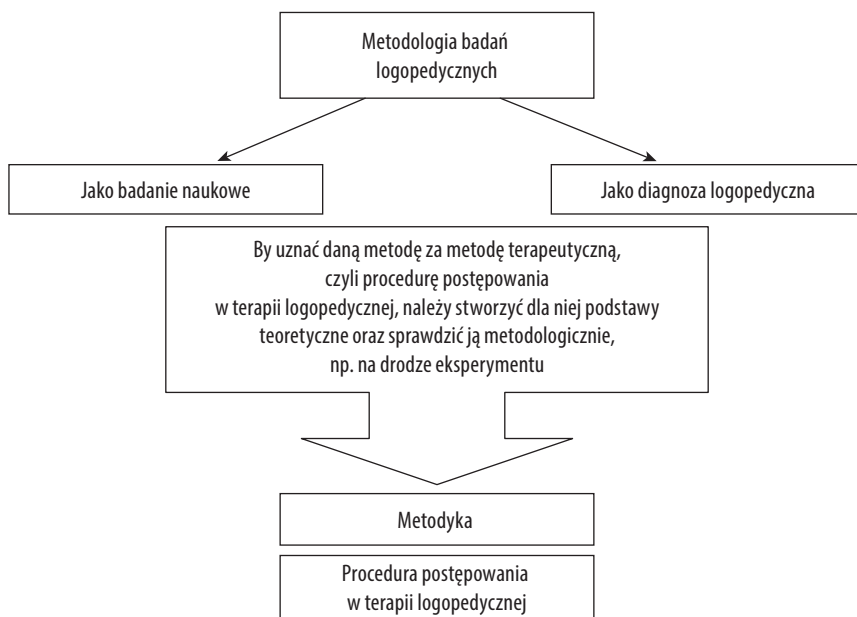 Metodologia badań
logopedycznych
Jako badanie naukowe
Jako diagnoza logopedyczna
By uznać daną metodę za metodę terapeutyczną,
czyli procedurę postępowania
w terapii logopedycznej, należy stworzyć dla niej podstawy
teoretyczne oraz sprawdzić ją metodologicznie,
np. na drodze eksperymentu
Metodyka
Procedura postępowania
w terapii logopedycznej